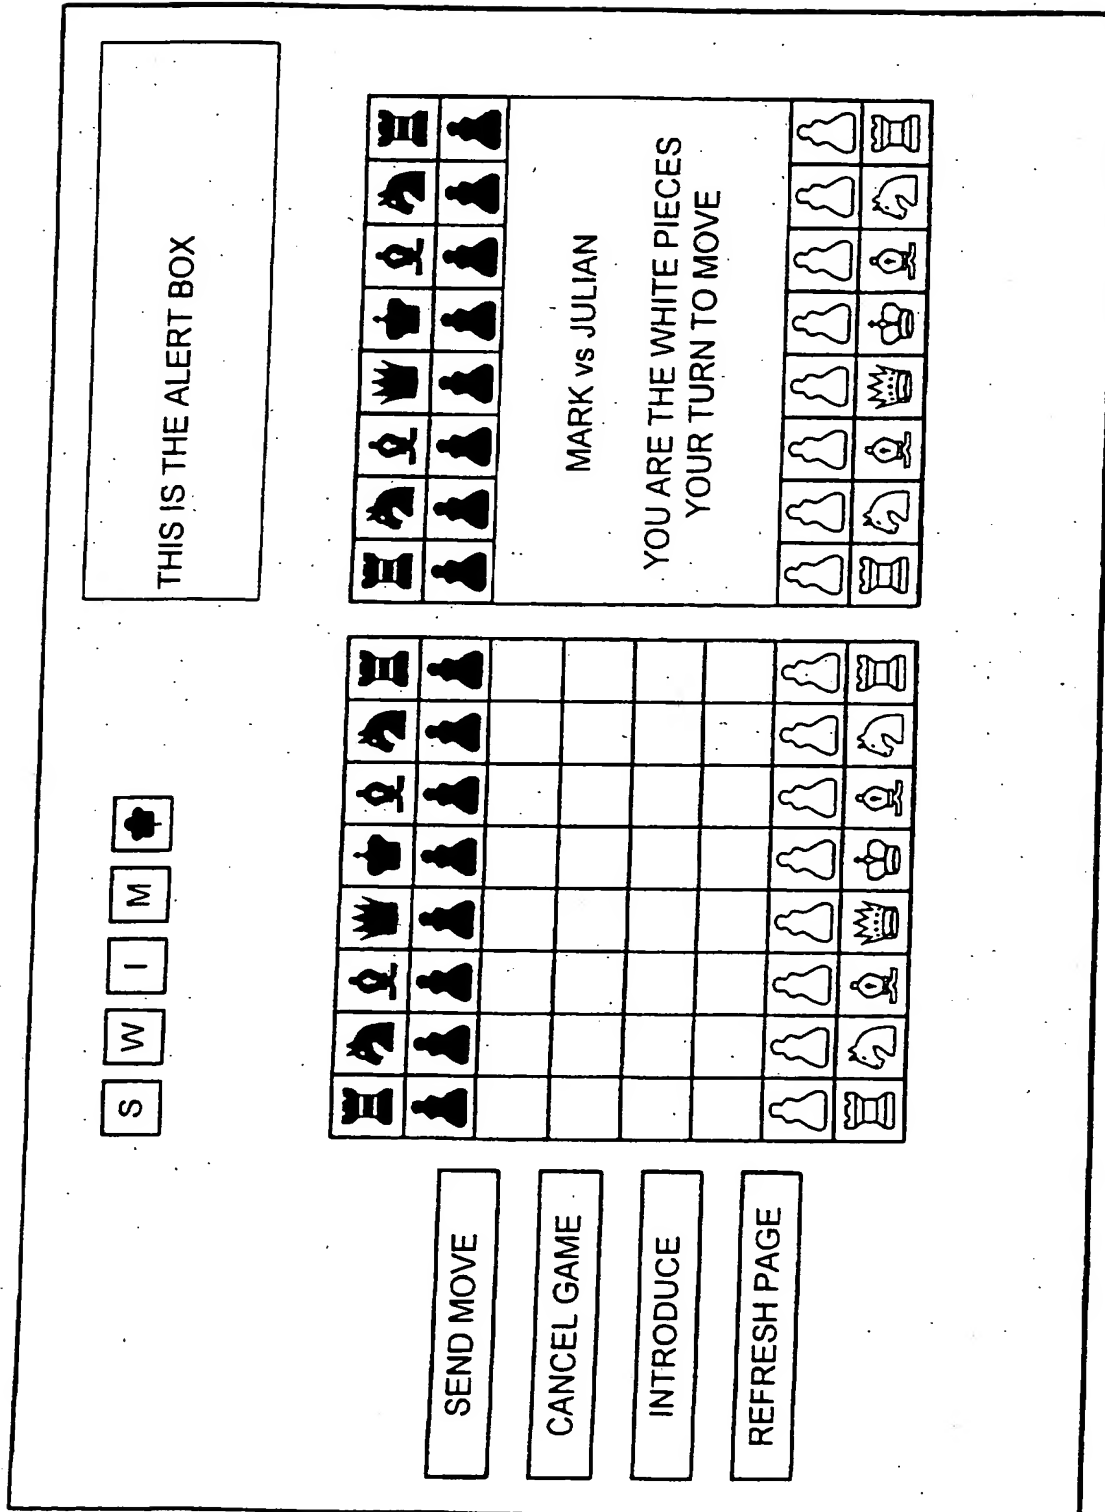 S W I M
THIS IS THE ALERT BOX
SEND MOVE
CANCEL GAME
INTRODUCE
REFRESH PAGE
MARK vs JULIAN
YOU ARE THE WHITE PIECES
YOUR TURN TO MOVE